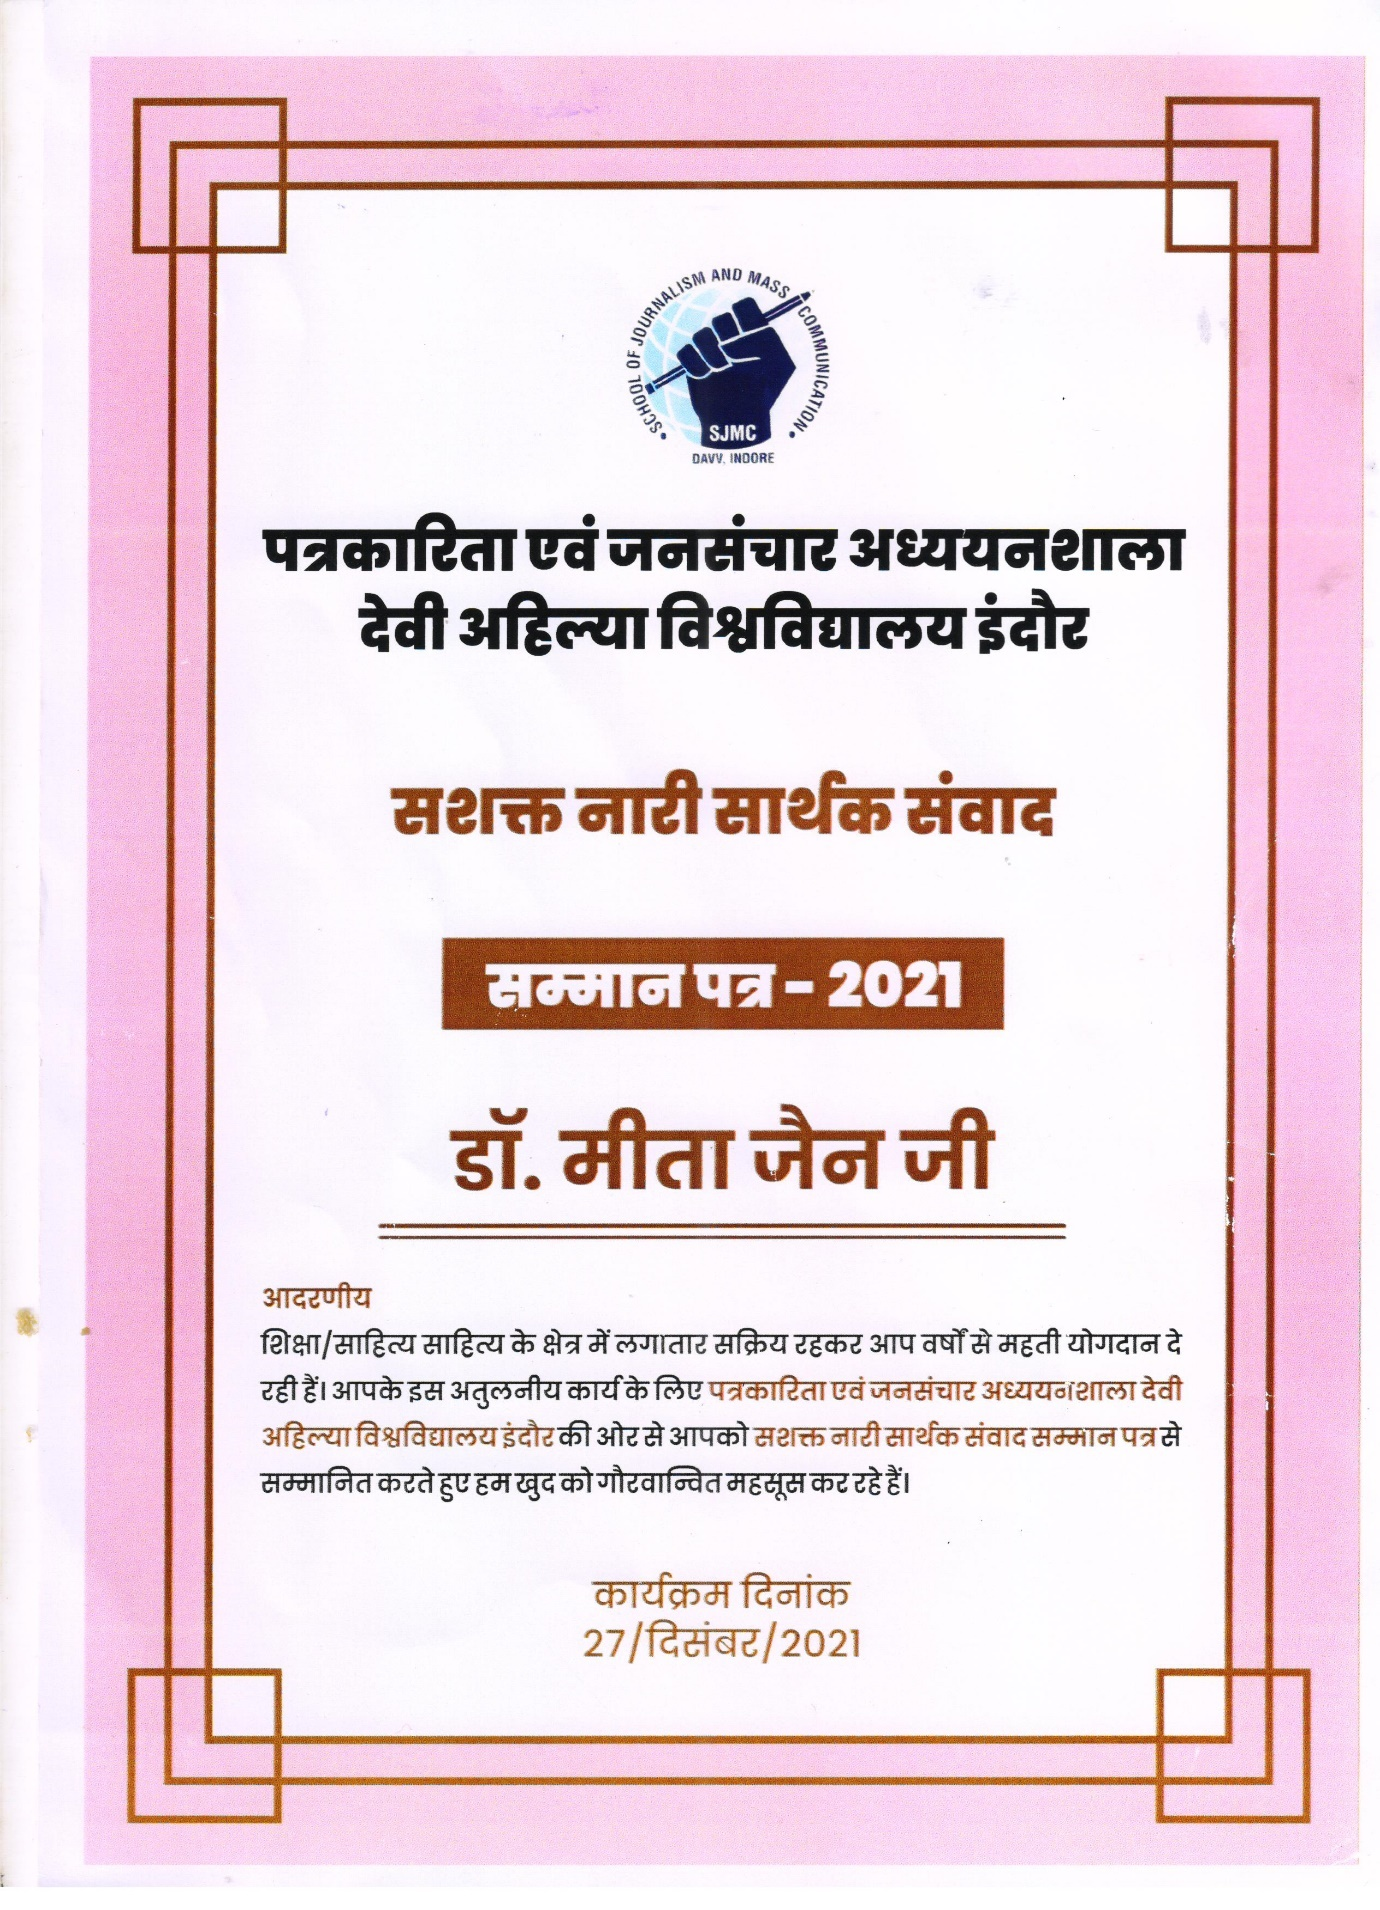 SCHOOL OF JOURNALISM AND MASS COMMUNICATION
SJMC
DAVV, INDORE
पत्रकारिता एवं जनसंचार अध्ययनशाला
देवी अहिल्या विश्वविद्यालय इंदौर
सशक्त नारी सार्थक संवाद
सम्मान पत्र - 2021
डॉ. मीता जैन जी
आदरणीय
शिक्षा/साहित्य साहित्य के क्षेत्र में लगातार सक्रिय रहकर आप वर्षों से महती योगदान दे
रही हैं। आपके इस अतुलनीय कार्य के लिए पत्रकारिता एवं जनसंचार अध्ययनशाला देवी
अहिल्या विश्वविद्यालय इंदौर की ओर से आपको सशक्त नारी सार्थक संवाद सम्मान पत्र से
सम्मानित करते हुए हम खुद को गौरवान्वित महसूस कर रहे हैं।
कार्यक्रम दिनांक
27/दिसंबर/2021